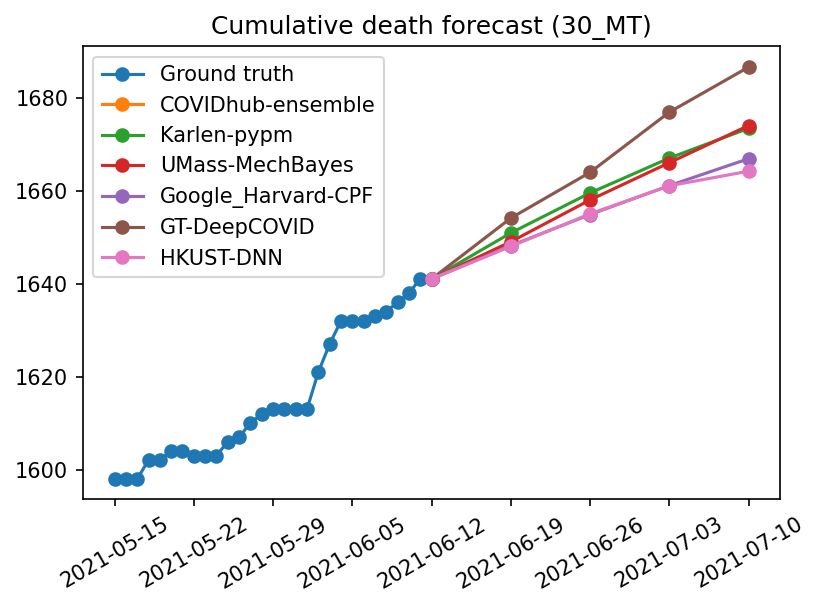 Cumulative death forecast (30_MT)
Ground truth
COVIDhub-ensemble
Karlen-pypm
UMass-MechBayes
Google_Harvard-CPF
GT-DeepCOVID
HKUST-DNN
1680
1660
1640
1620
1600
2021-05-15
2021-05-22
2021-05-29
2021-06-05
2021-06-12
2021-06-19
2021-06-26
2021-07-03
2021-07-10